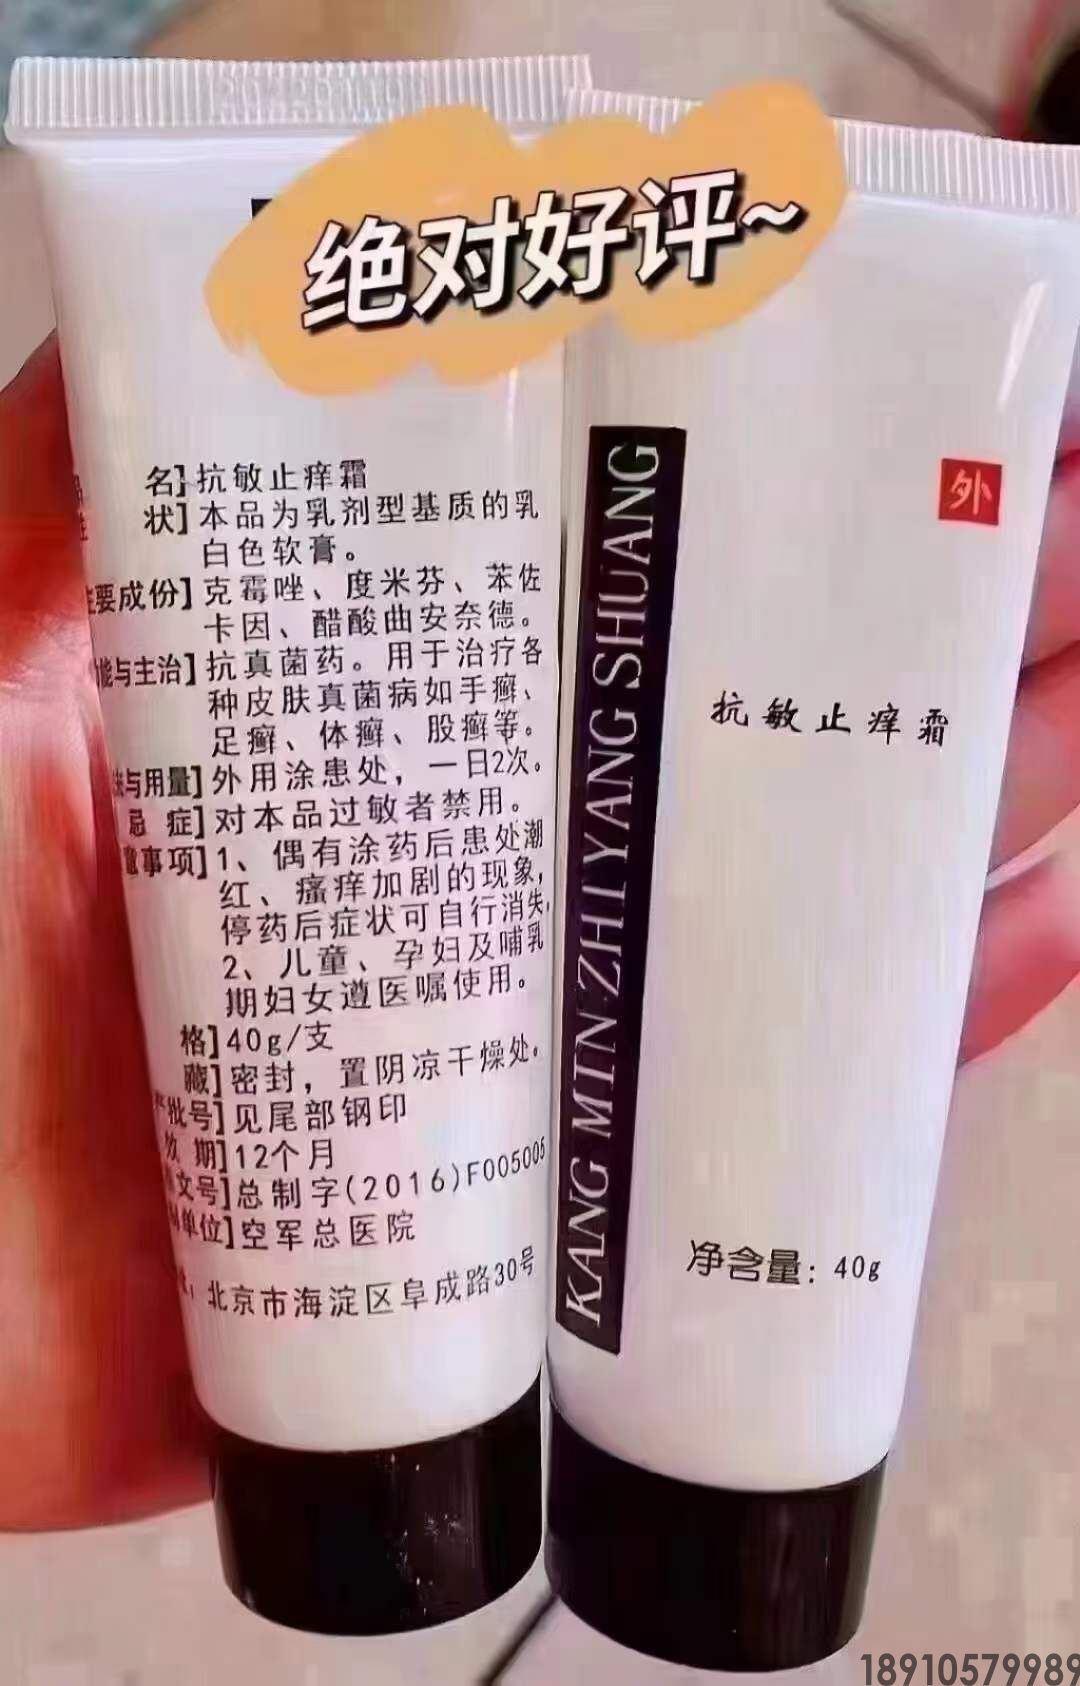 绝对好评~
名]抗敏止痒霜
状]本品为乳剂型基质的乳
白色软膏。
主要成份]克霉唑、度米芬、苯佐
卡因、醋酸曲安奈德。
能与主治]抗真菌药。用于治疗各
种皮肤真菌病如手癣、
足癣、体癣、股癣等。
法与用量]外用涂患处，一日2次。
忌 症]对本品过敏者禁用。
意事项]1、偶有涂药后患处潮
红、瘙痒加剧的现象，
停药后症状可自行消失，
2、儿童、孕妇及哺乳
期妇女遵医嘱使用。
格]40g/支
藏]密封，置阴凉干燥处。
产批号]见尾部钢印
效 期]12个月
文号]总制字(2016)F005005
制单位]空军总医院
北京市海淀区阜成路30号
KANG MIN ZHI YANG SHUANG
外
抗敏止痒霜
净含量：40g
18910579989